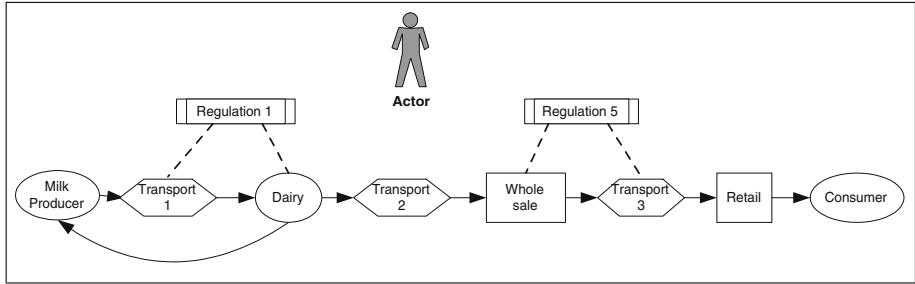 Actor
Regulation 1
Regulation 5
Milk
Producer
Transport
1
Dairy
Transport
2
Whole
sale
Transport
3
Retail
Consumer